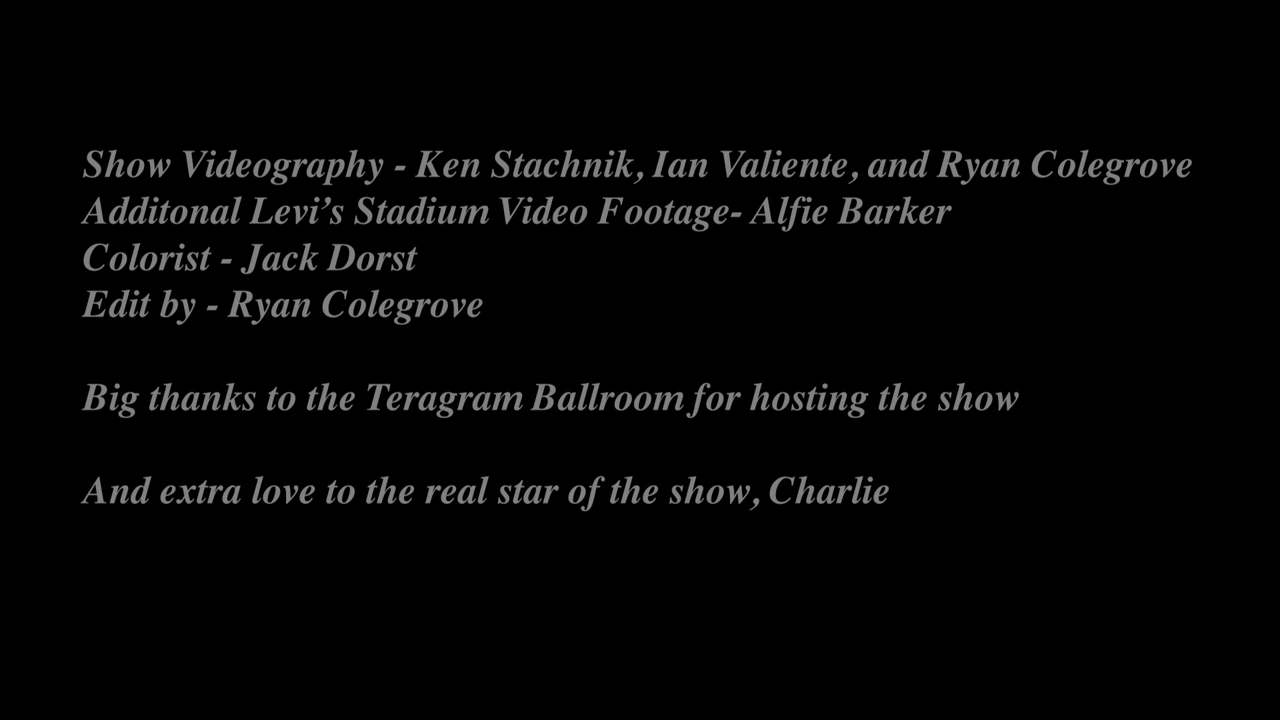 Show Videography - Ken Stachnik, Ian Valiente, and Ryan Colegrove
Additonal Levi’s Stadium Video Footage- Alfie Barker
Colorist - Jack Dorst
Edit by - Ryan Colegrove
Big thanks to the Teragram Ballroom for hosting the show
And extra love to the real star of the show, Charlie